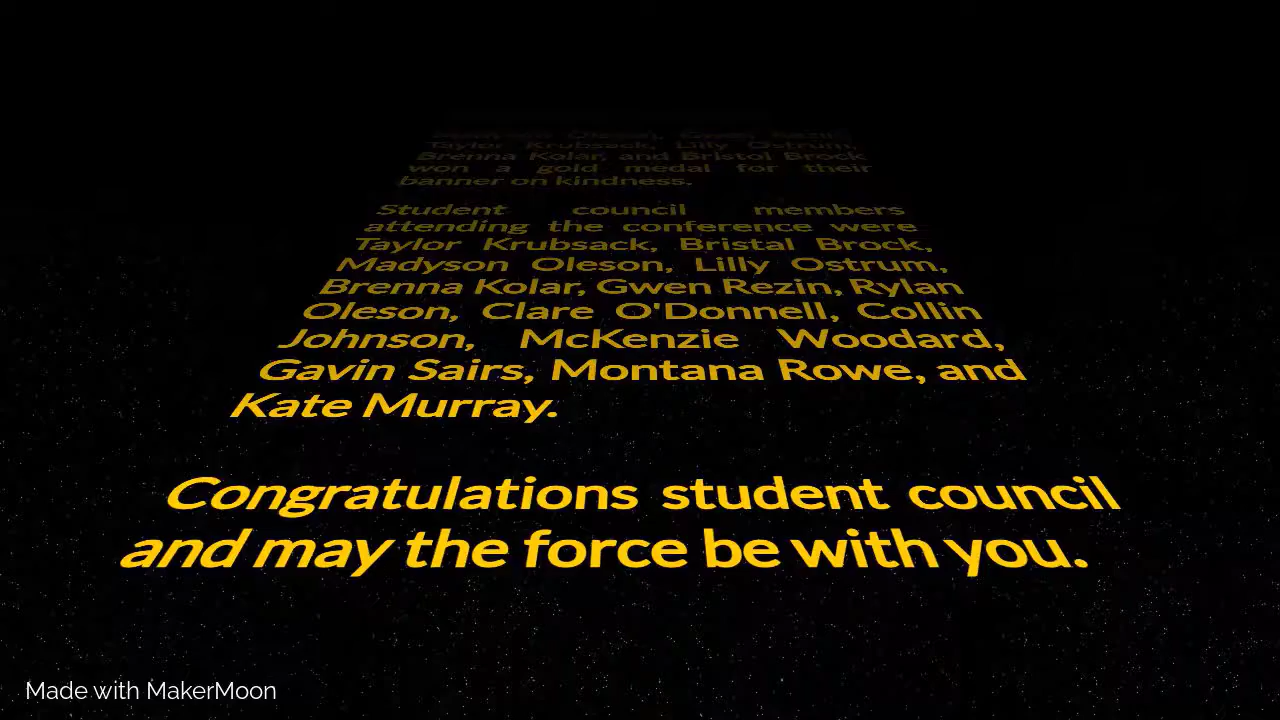 Madyson Oleson, Gwen Rezin,
Taylor Krubsack, Lilly Ostrum,
Brenna Kolar, and Bristol Brock
won a gold medal for their
banner on kindness.
Student council members
attending the conference were
Taylor Krubsack, Bristal Brock,
Madyson Oleson, Lilly Ostrum,
Brenna Kolar, Gwen Rezin, Rylan
Oleson, Clare O'Donnell, Collin
Johnson, McKenzie Woodard,
Gavin Sairs, Montana Rowe, and
Kate Murray.
Congratulations student council
and may the force be with you.
Made with MakerMoon